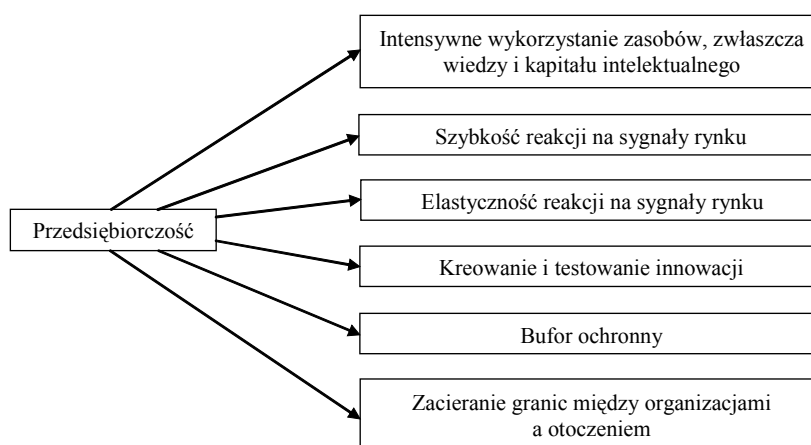 Intensywne wykorzystanie zasobów, zwłaszcza
wiedzy i kapitału intelektualnego
Szybkość reakcji na sygnały rynku
Elastyczność reakcji na sygnały rynku
Przedsiębiorczość
Kreowanie i testowanie innowacji
Bufor ochronny
Zacieranie granic między organizacjami
a otoczeniem